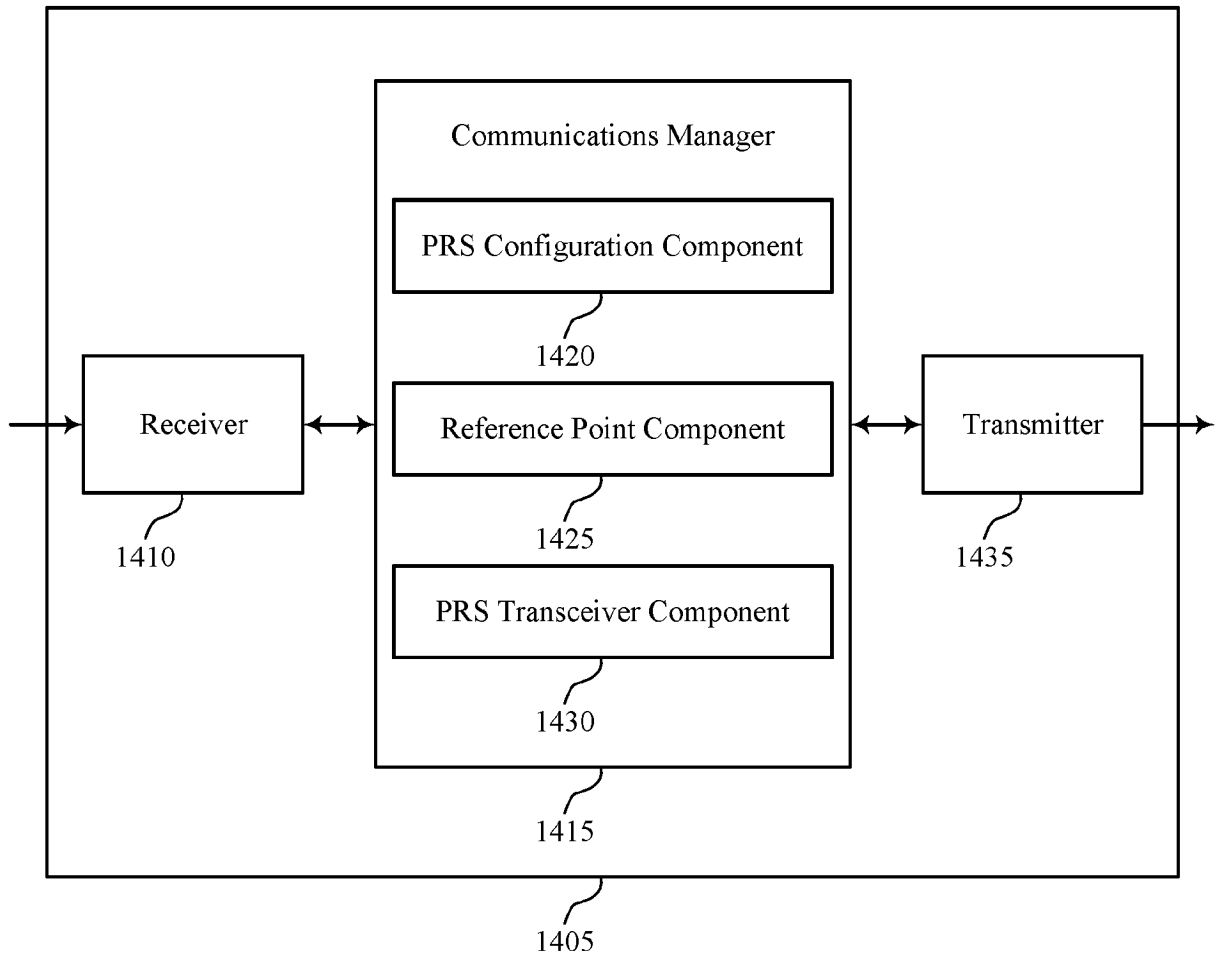 Communications Manager
PRS Configuration Component
1420
Receiver
1410
Reference Point Component
1425
Transmitter
1435
PRS Transceiver Component
1430
1415
1405